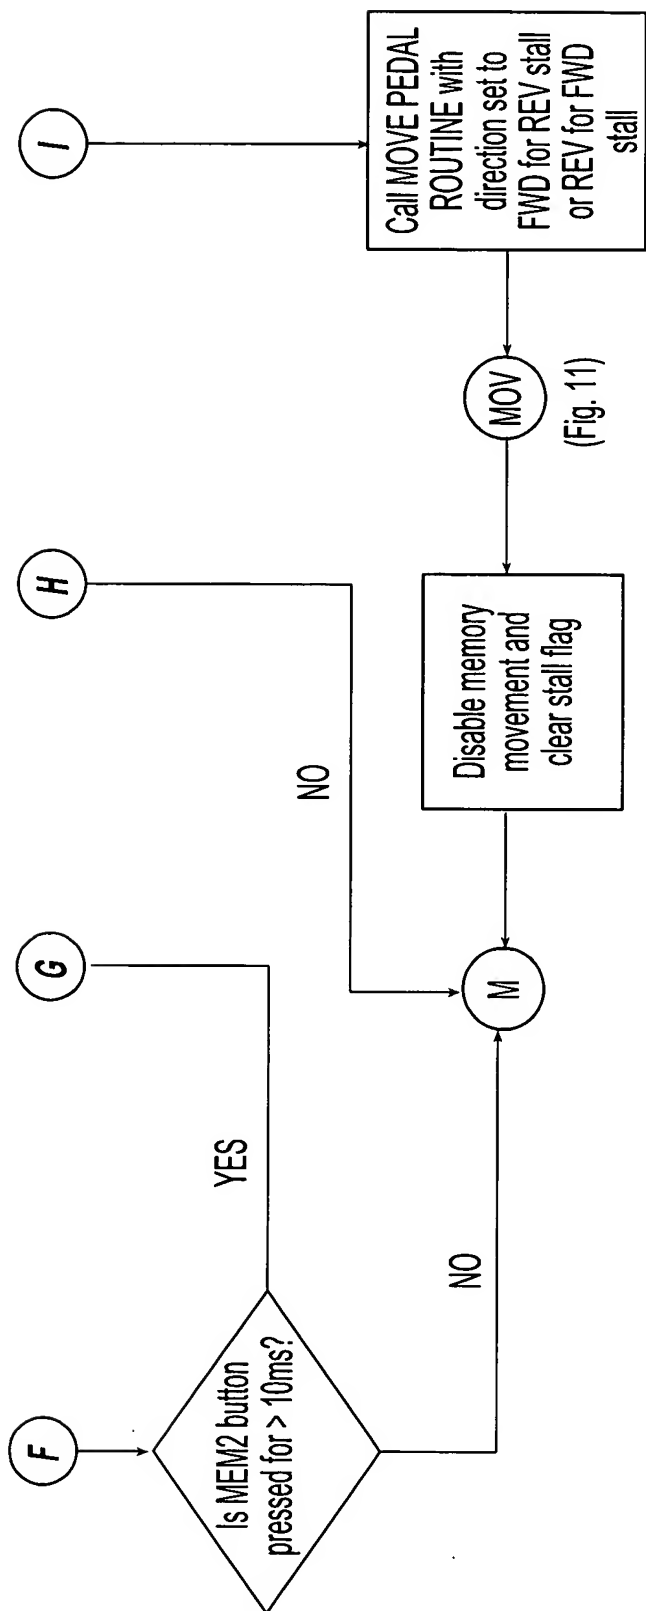 F
G
H
I
Is MEM2 button
pressed for > 10ms?
YES
NO
NO
M
Disable memory
movement and
clear stall flag
MOV
(Fig. 11)
Call MOVE PEDAL
ROUTINE with
direction set to
FWD for REV stall
or REV for FWD
stall